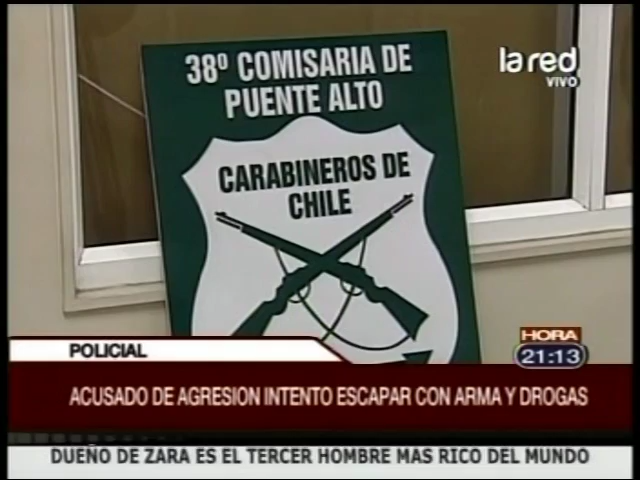 38º COMISARIA DE
PUENTE ALTO
la red
VIVO
CARABINEROS DE
CHILE
POLICIAL
HORA
21:13
ACUSADO DE AGRESION INTENTO ESCAPAR CON ARMA Y DROGAS
DUEÑO DE ZARA ES EL TERCER HOMBRE MAS RICO DEL MUNDO